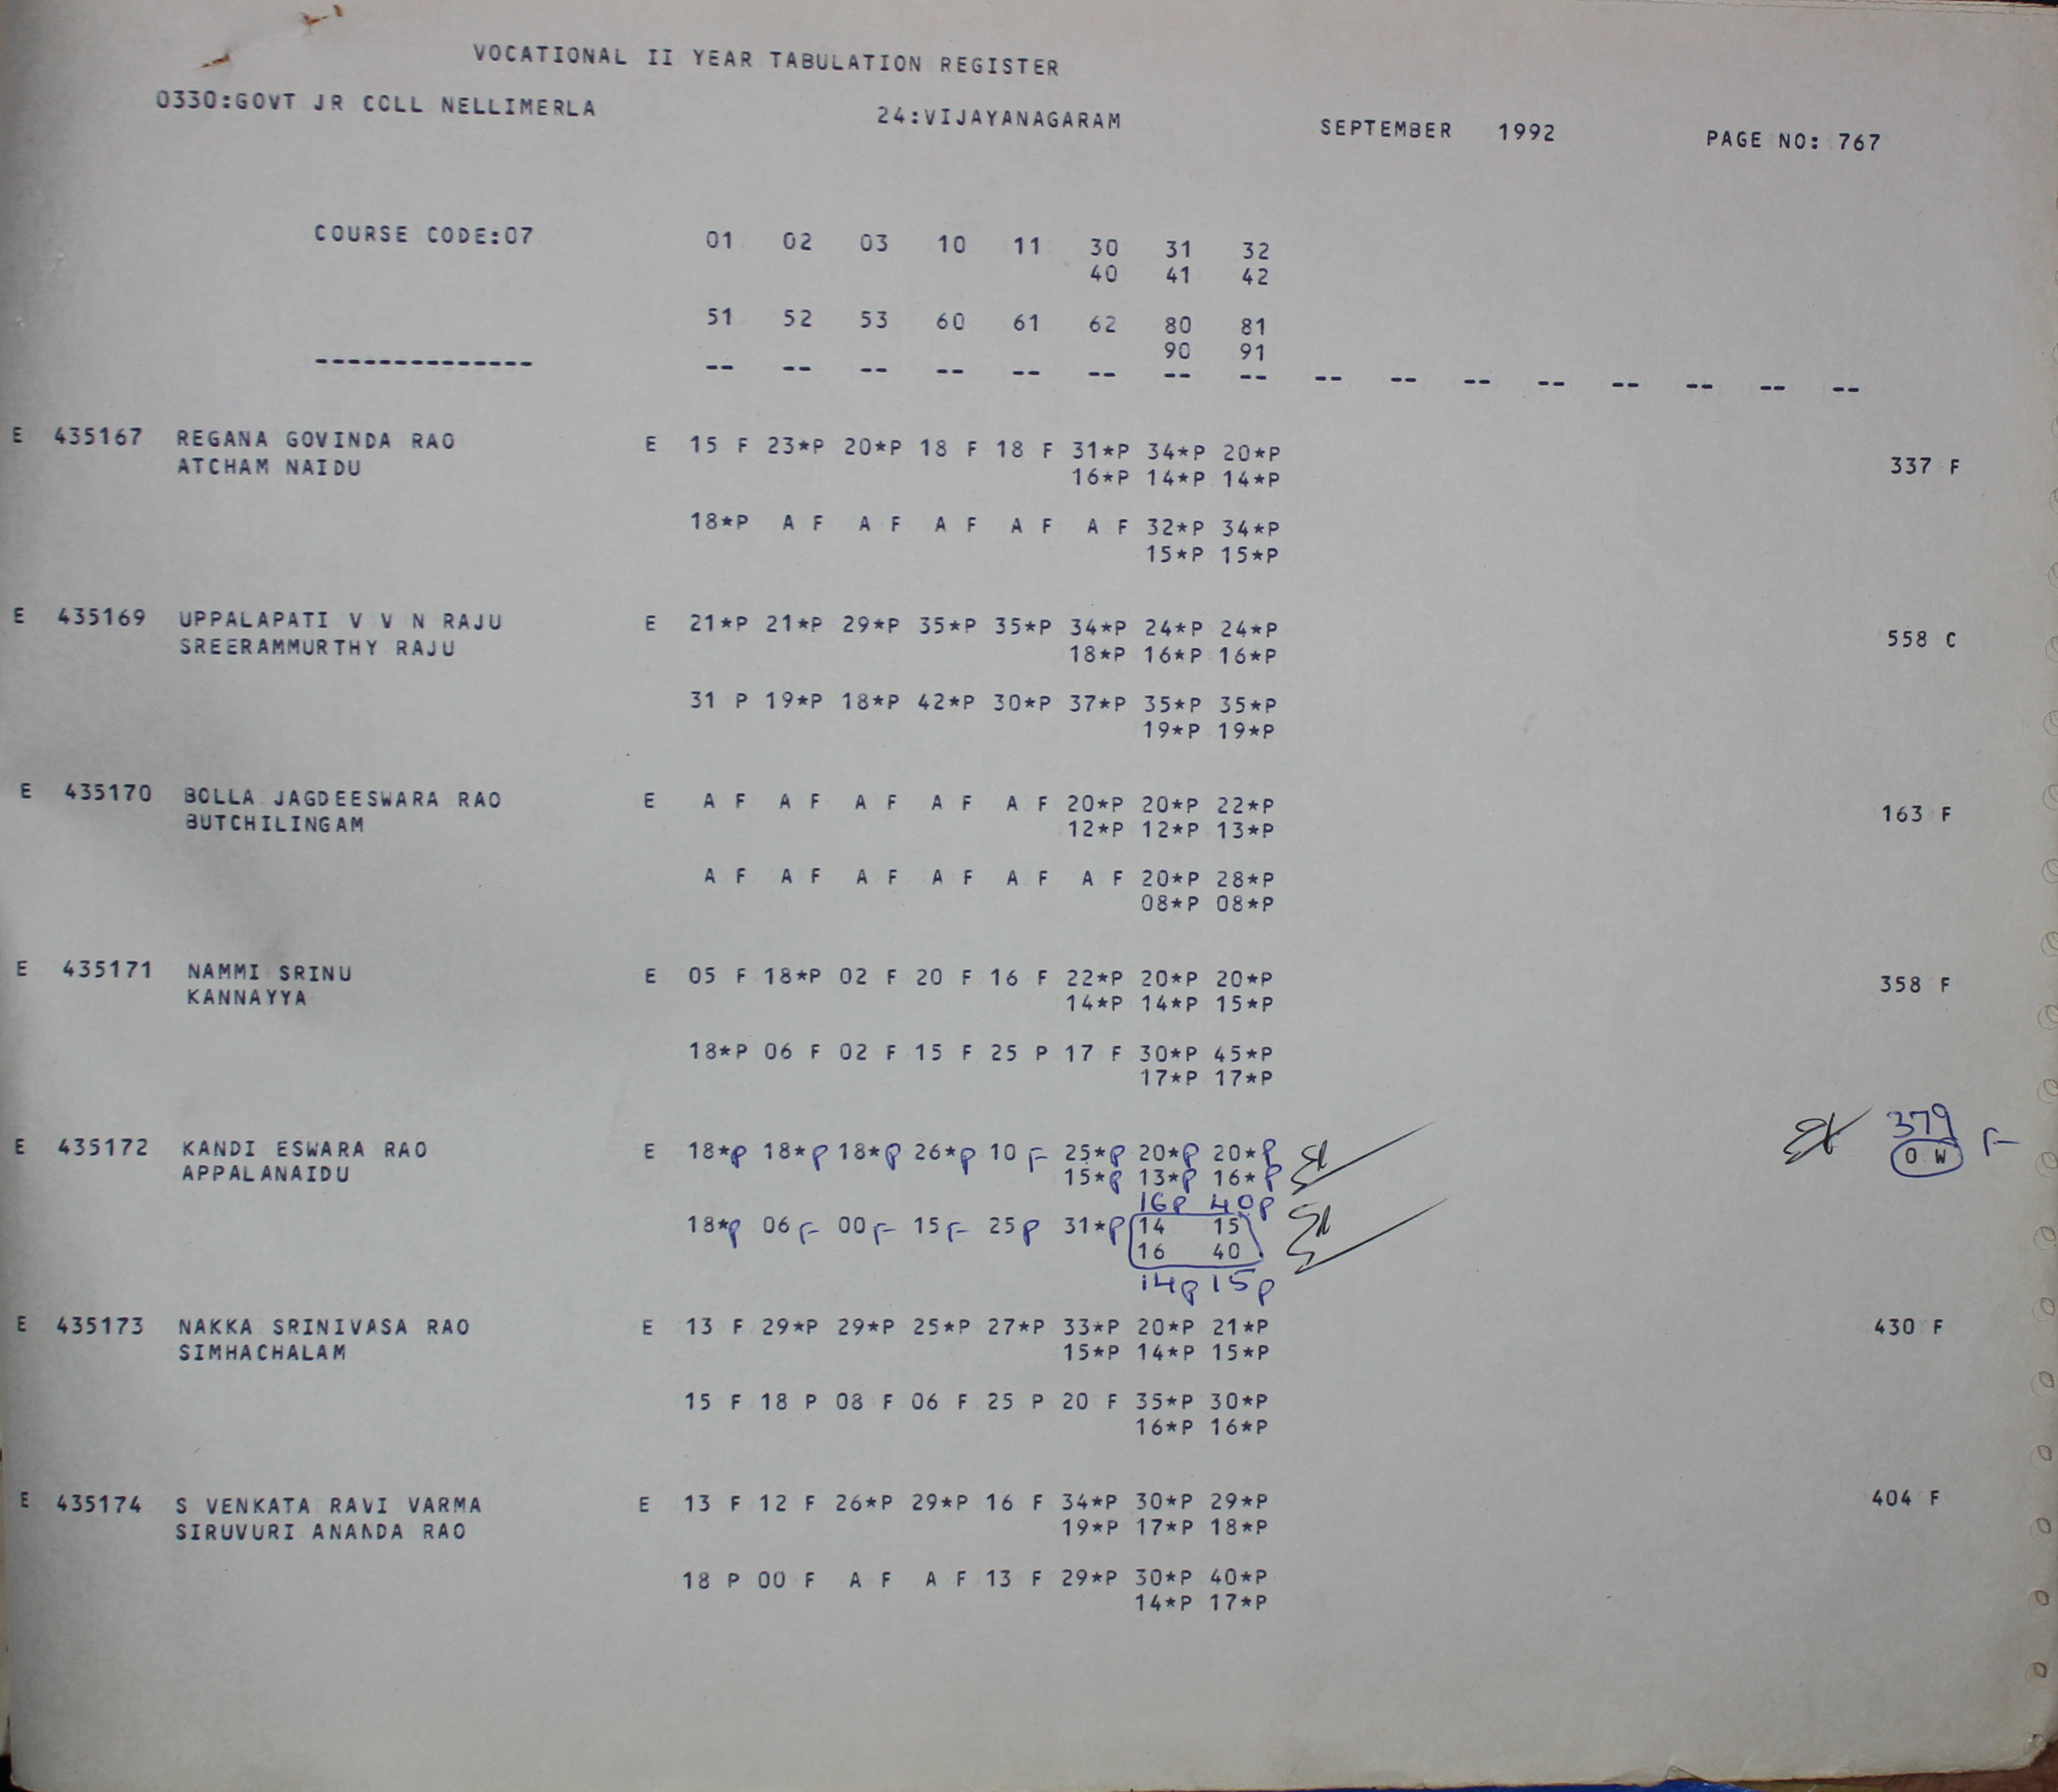 VOCATIONAL II YEAR TABULATION REGISTER
0330:GOVT JR COLL NELLIMERLA 24:VIJAYANAGARAM SEPTEMBER 1992 PAGE NO: 767
COURSE CODE:07 01 02 03 10 11 30 31 32
40 41 42
51 52 53 60 61 62 80 81
90 91
-------------- -- -- -- -- -- -- -- -- -- -- -- -- -- -- -- --
E 435167 REGANA GOVINDA RAO E 15 F 23*P 20*P 18 F 18 F 31*P 34*P 20*P 337 F
ATCHAM NAIDU 16*P 14*P 14*P
18*P A F A F A F A F A F 32*P 34*P
15*P 15*P
E 435169 UPPALAPATI V V N RAJU E 21*P 21*P 29*P 35*P 35*P 34*P 24*P 24*P 558 C
SREERAMMURTHY RAJU 18*P 16*P 16*P
31 P 19*P 18*P 42*P 30*P 37*P 35*P 35*P
19*P 19*P
E 435170 BOLLA JAGDEESWARA RAO E A F A F A F A F A F 20*P 20*P 22*P 163 F
BUTCHILINGAM 12*P 12*P 13*P
A F A F A F A F A F A F 20*P 28*P
08*P 08*P
E 435171 NAMMI SRINU E 05 F 18*P 02 F 20 F 16 F 22*P 20*P 20*P 358 F
KANNAYYA 14*P 14*P 15*P
18*P 06 F 02 F 15 F 25 P 17 F 30*P 45*P
17*P 17*P
379
E 435172 KANDI ESWARA RAO E 18*P 18*P 18*P 26*P 10 F 25*P 20*P 20*P 0 W F
APPALANAIDU 15*P 13*P 16*P
16P 40P
18*P 06 F 00 F 15 F 25 P 31*P 14 15
16 40
14P 15P
E 435173 NAKKA SRINIVASA RAO E 13 F 29*P 29*P 25*P 27*P 33*P 20*P 21*P 430 F
SIMHACHALAM 15*P 14*P 15*P
15 F 18 P 08 F 06 F 25 P 20 F 35*P 30*P
16*P 16*P
E 435174 S VENKATA RAVI VARMA E 13 F 12 F 26*P 29*P 16 F 34*P 30*P 29*P 404 F
SIRUVURI ANANDA RAO 19*P 17*P 18*P
18 P 00 F A F A F 13 F 29*P 30*P 40*P
14*P 17*P